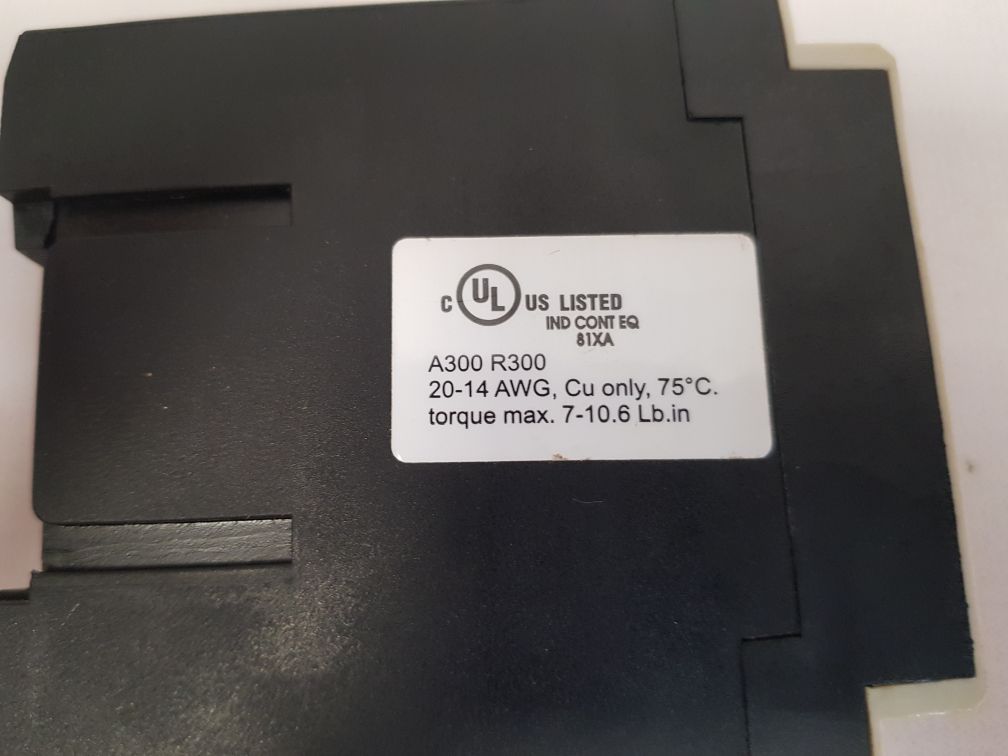 C UL US LISTED
IND CONT EQ
81XA
A300 R300
20-14 AWG, Cu only, 75°C.
torque max. 7-10.6 Lb.in